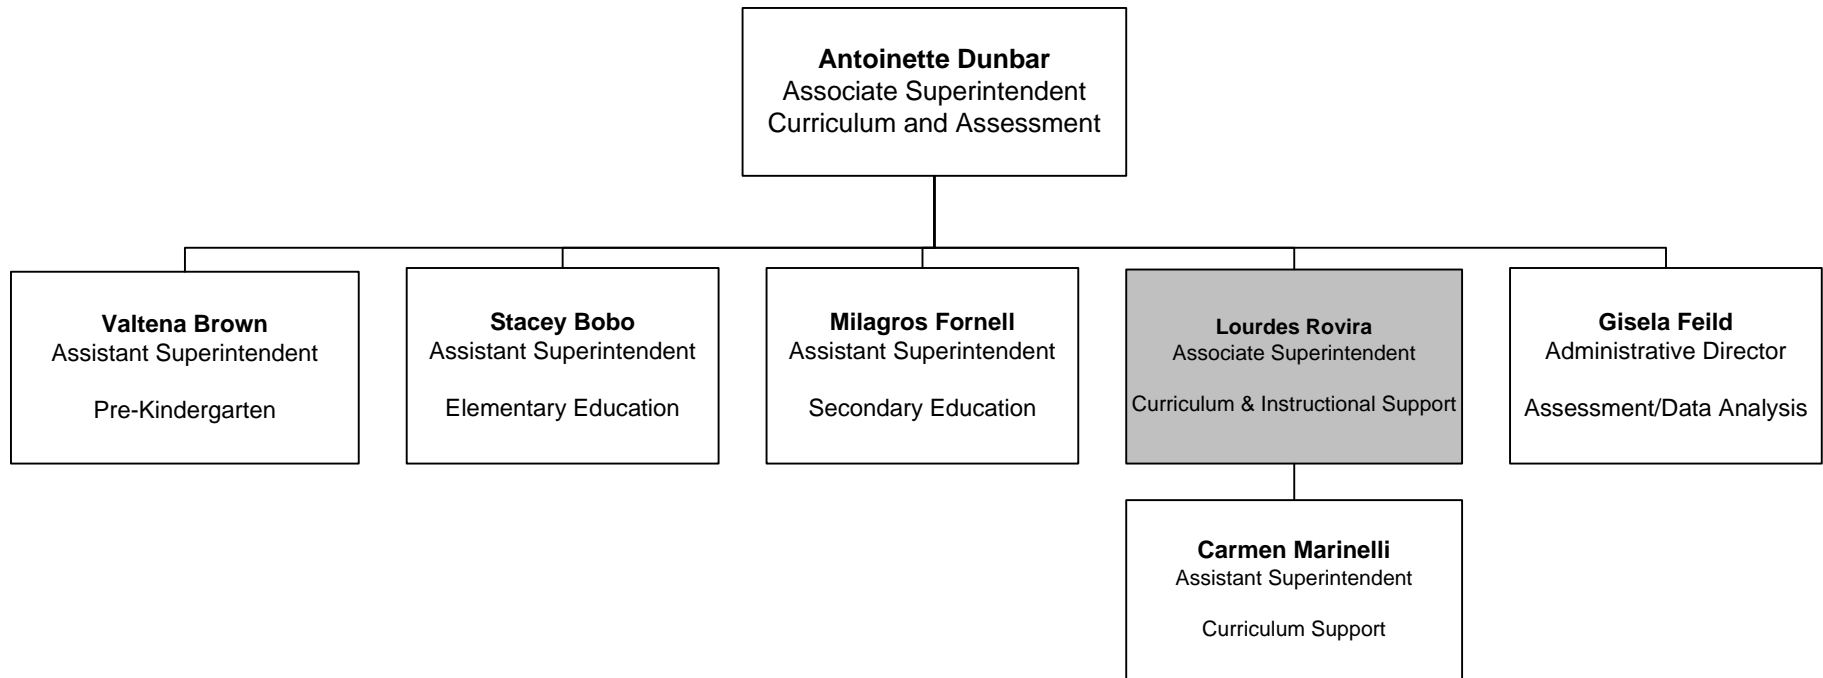 Antoinette Dunbar
Associate Superintendent
Curriculum and Assessment
Valtena Brown
Assistant Superintendent
Pre-Kindergarten
Stacey Bobo
Assistant Superintendent
Elementary Education
Milagros Fornell
Assistant Superintendent
Secondary Education
Lourdes Rovira
Associate Superintendent
Curriculum & Instructional Support
Gisela Feild
Administrative Director
Assessment/Data Analysis
Carmen Marinelli
Assistant Superintendent
Curriculum Support